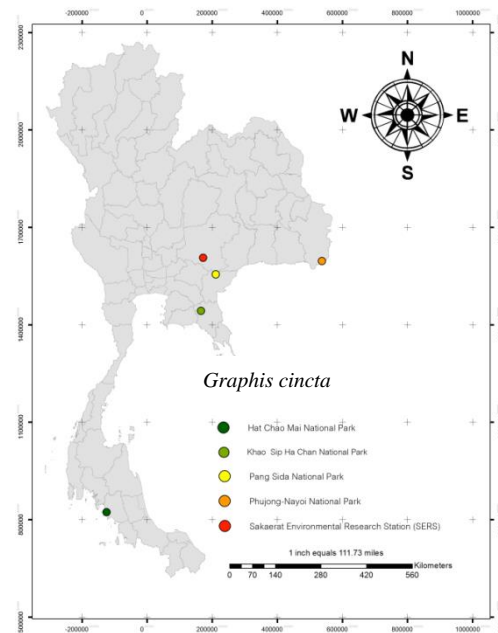 -200000 0 200000 400000 600000 800000 1000000
2300000
2000000
1700000
1400000
1100000
800000
500000
N
W E
S
Graphis cincta
Hat Chao Mai National Park
Khao Sip Ha Chan National Park
Pang Sida National Park
Phujong-Nayoi National Park
Sakaerat Environmental Research Station (SERS)
1 inch equals 111.73 miles
Kilometers
0 70 140 280 420 560
-200000 0 200000 400000 600000 800000 1000000